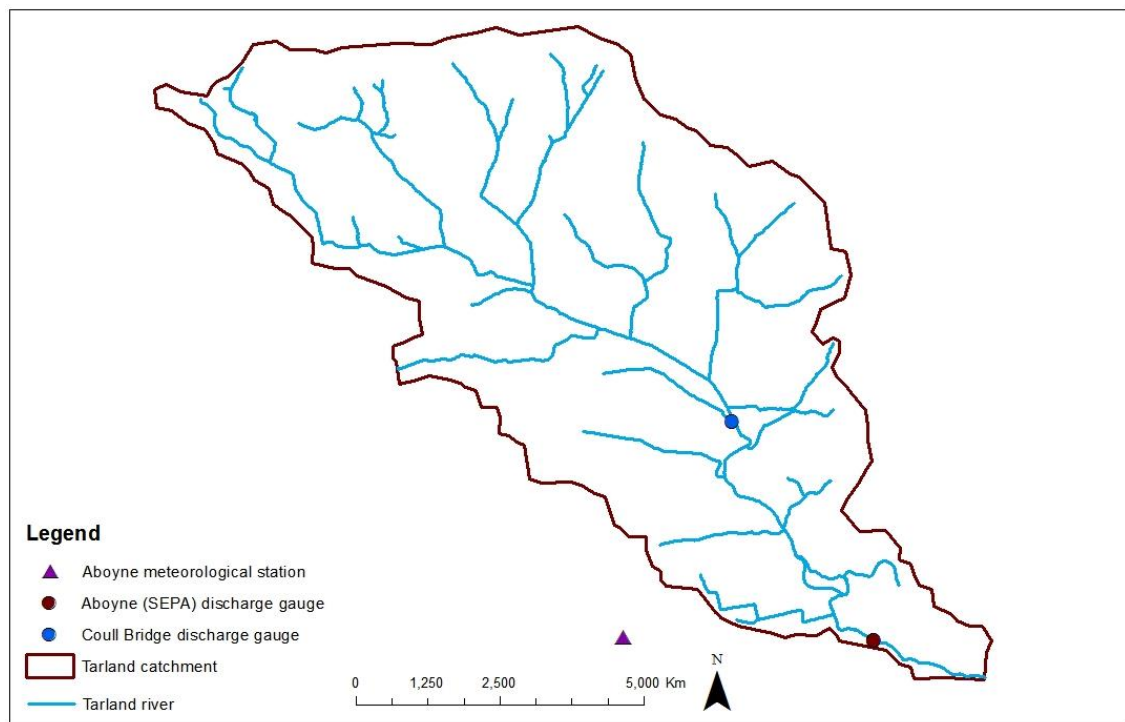 Legend
Aboyne meteorological station
Aboyne (SEPA) discharge gauge
Coull Bridge discharge gauge
Tarland catchment
Tarland river
0 1,250 2,500 5,000 Km
N